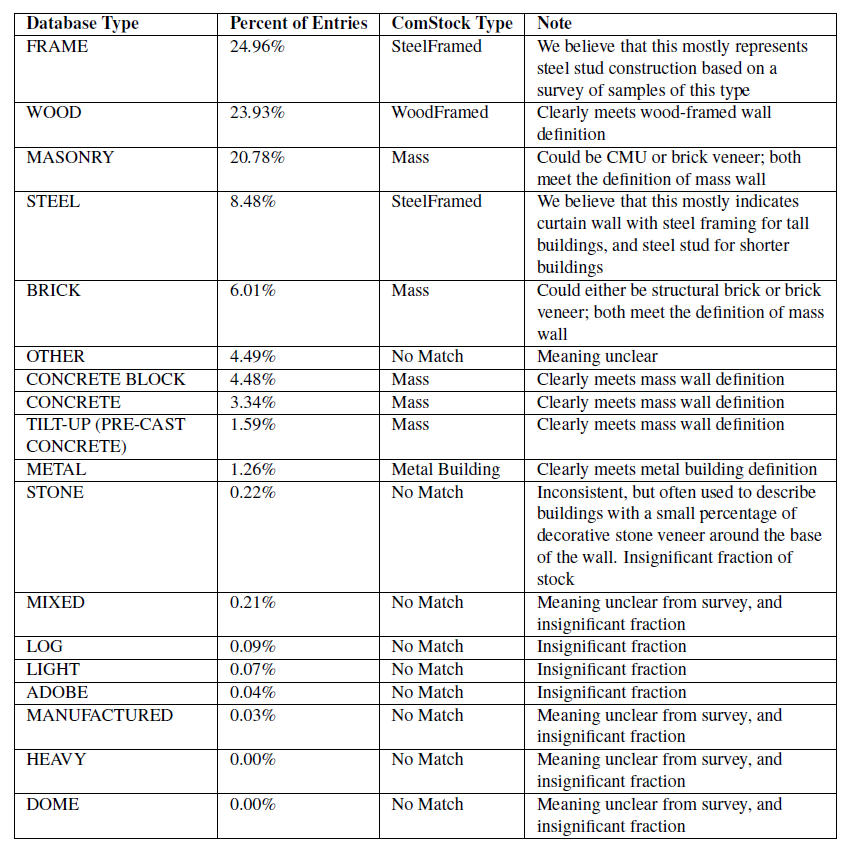 Database Type Percent of Entries ComStock Type Note
FRAME 24.96% SteelFramed We believe that this mostly represents
steel stud construction based on a
survey of samples of this type
WOOD 23.93% WoodFramed Clearly meets wood-framed wall
definition
MASONRY 20.78% Mass Could be CMU or brick veneer; both
meet the definition of mass wall
STEEL 8.48% SteelFramed We believe that this mostly indicates
curtain wall with steel framing for tall
buildings, and steel stud for shorter
buildings
BRICK 6.01% Mass Could either be structural brick or brick
veneer; both meet the definition of mass
wall
OTHER 4.49% No Match Meaning unclear
CONCRETE BLOCK 4.48% Mass Clearly meets mass wall definition
CONCRETE 3.34% Mass Clearly meets mass wall definition
TILT-UP (PRE-CAST 1.59% Mass Clearly meets mass wall definition
CONCRETE)
METAL 1.26% Metal Building Clearly meets metal building definition
STONE 0.22% No Match Inconsistent, but often used to describe
buildings with a small percentage of
decorative stone veneer around the base
of the wall. Insignificant fraction of
stock
MIXED 0.21% No Match Meaning unclear from survey, and
insignificant fraction
LOG 0.09% No Match Insignificant fraction
LIGHT 0.07% No Match Insignificant fraction
ADOBE 0.04% No Match Insignificant fraction
MANUFACTURED 0.03% No Match Meaning unclear from survey, and
insignificant fraction
HEAVY 0.00% No Match Meaning unclear from survey, and
insignificant fraction
DOME 0.00% No Match Meaning unclear from survey, and
insignificant fraction